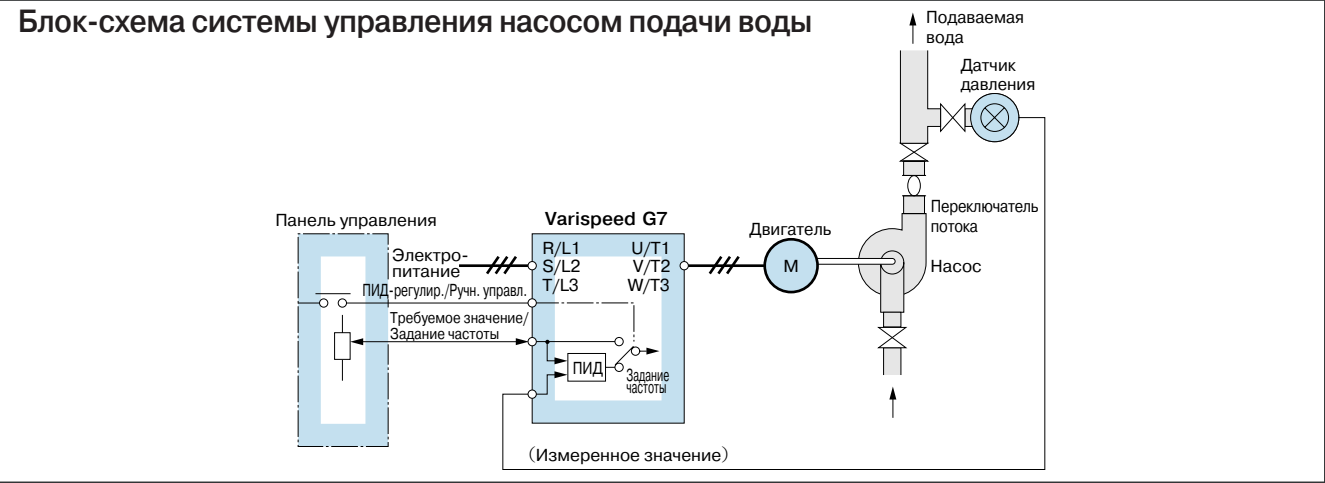 Блок-схема системы управления насосом подачи воды
Подаваемая
вода
Датчик
давления
Переключатель
потока
Насос
Панель управления
Varispeed G7
Двигатель
M
Электро-
питание
R/L1 U/T1
S/L2 V/T2
T/L3 W/T3
ПИД-регулир./Ручн. управл.
Требуемое значение/
Задание частоты
ПИД
Задание
частоты
(Измеренное значение)